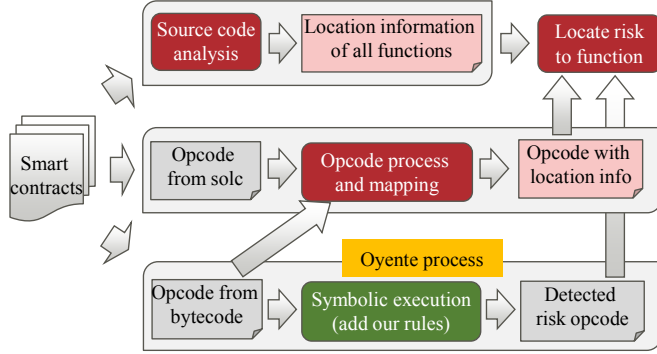 Source code
analysis
Location information
of all functions
Locate risk
to function
Smart
contracts
Opcode
from solc
Opcode process
and mapping
Opcode with
location info
Oyente process
Opcode from
bytecode
Symbolic execution
(add our rules)
Detected
risk opcode